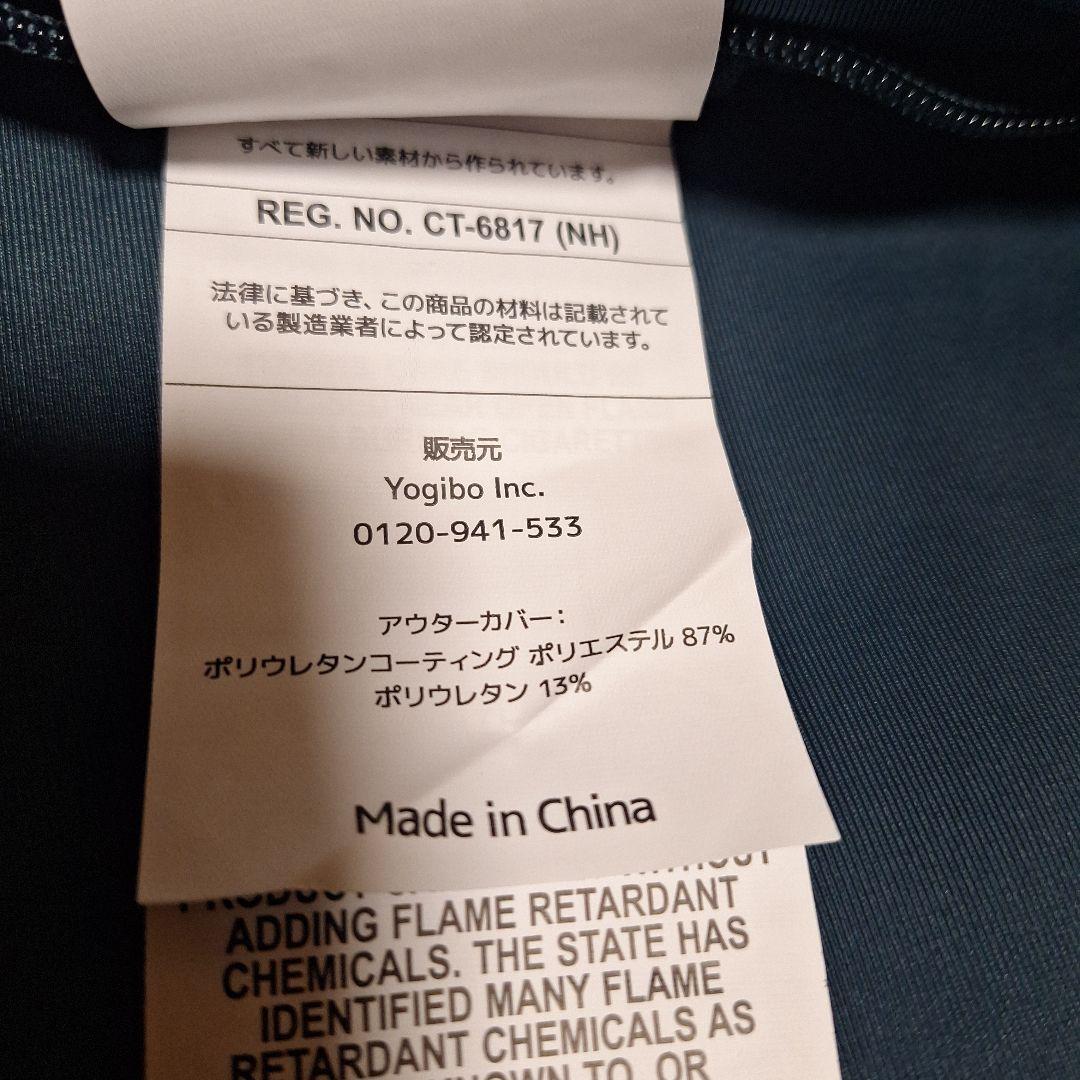 すべて新しい素材から作られています。
REG. NO. CT-6817 (NH)
法律に基づき、この商品の材料は記載されて
いる製造業者によって認定されています。
販売元
Yogibo Inc.
0120-941-533
アウターカバー：
ポリウレタンコーティング ポリエステル 87%
ポリウレタン 13%
Made in China
PRODUCT WITHOUT
ADDING FLAME RETARDANT
CHEMICALS. THE STATE HAS
IDENTIFIED MANY FLAME
RETARDANT CHEMICALS AS
TO, OR